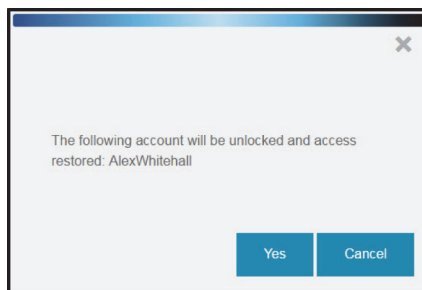 The following account will be unlocked and access
restored: AlexWhitehall
Yes Cancel